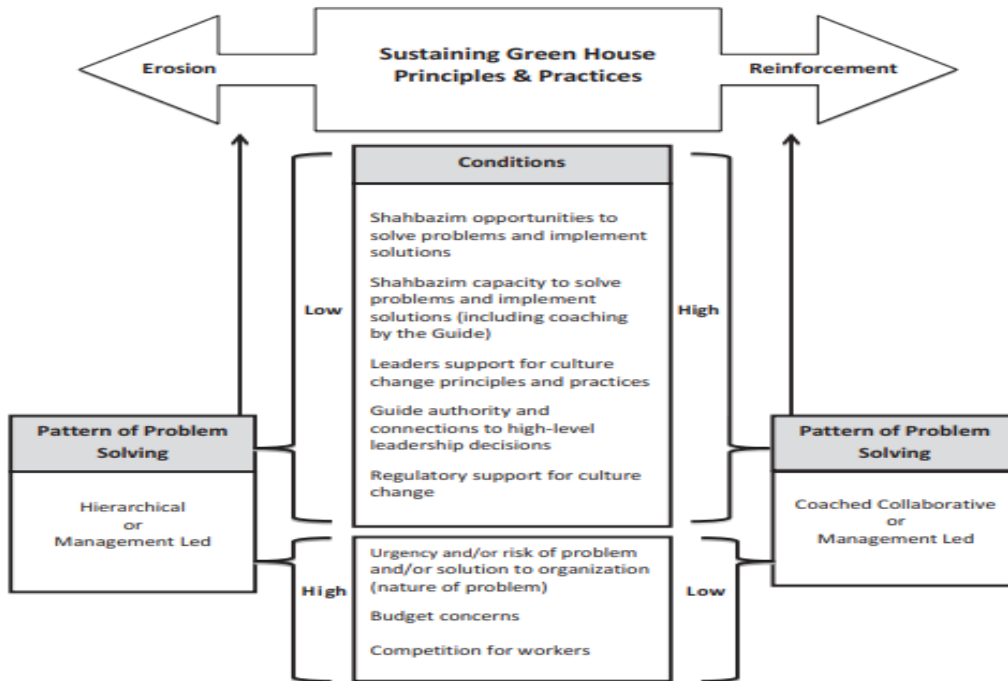 Erosion
Sustaining Green House
Principles & Practices
Reinforcement
Conditions
Shahbazim opportunities to
solve problems and implement
solutions
Shahbazim capacity to solve
problems and implement
solutions (including coaching
by the Guide)
Leaders support for culture
change principles and practices
Guide authority and
connections to high-level
leadership decisions
Regulatory support for culture
change
Low
High
Pattern of Problem
Solving
Hierarchical
or
Management Led
Pattern of Problem
Solving
Coached Collaborative
or
Management Led
High
Urgency and/or risk of problem
and/or solution to organization
(nature of problem)
Budget concerns
Competition for workers
Low